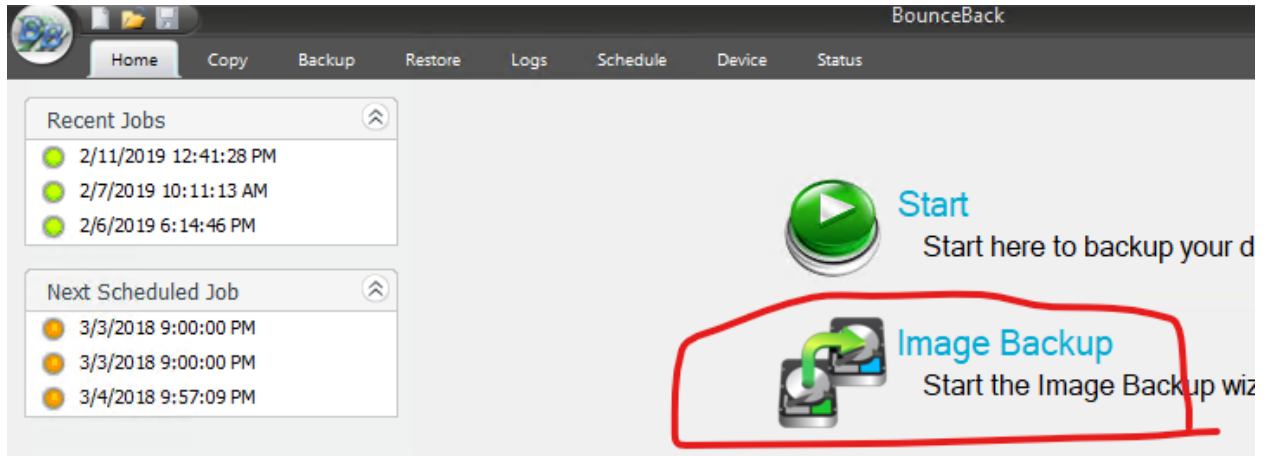 BounceBack
Home Copy Backup Restore Logs Schedule Device Status
Recent Jobs
2/11/2019 12:41:28 PM
2/7/2019 10:11:13 AM
2/6/2019 6:14:46 PM
Next Scheduled Job
3/3/2018 9:00:00 PM
3/3/2018 9:00:00 PM
3/4/2018 9:57:09 PM
Start
Start here to backup your d
Image Backup
Start the Image Backup wiz